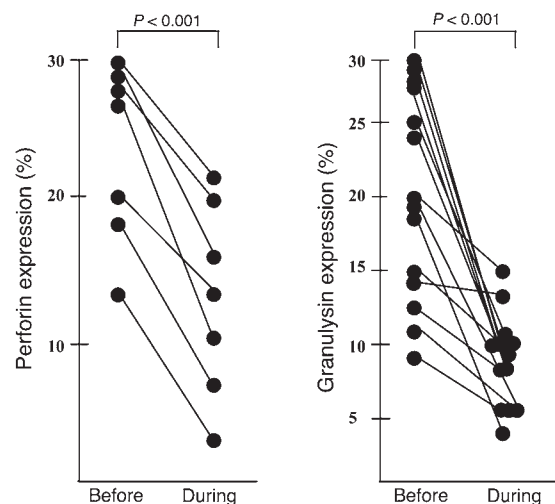 P < 0.001
30
20
10
Perforin expression (%)
Before During
P < 0.001
30
25
20
15
10
5
Granulysin expression (%)
Before During